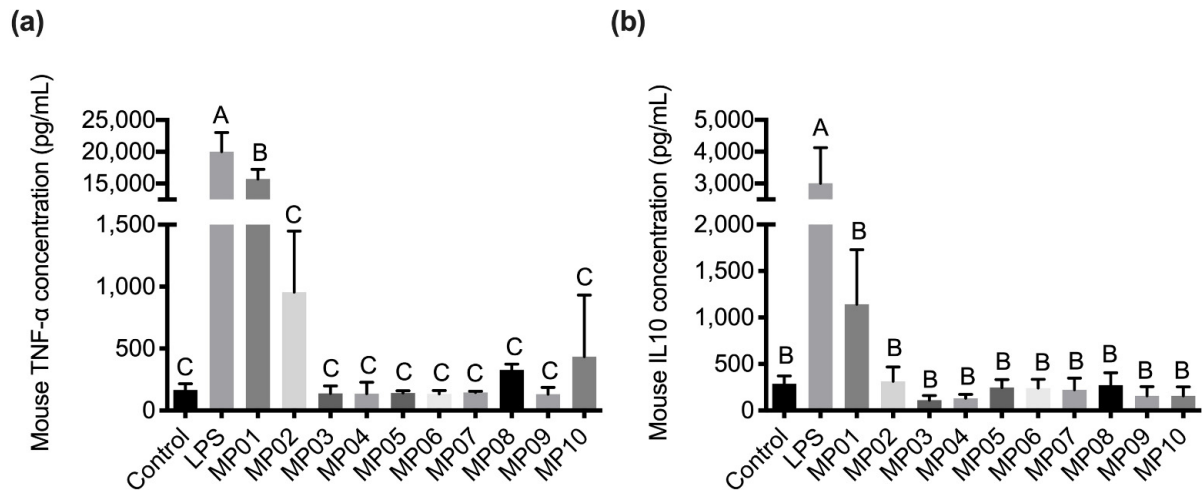 (a)
Mouse TNF-α concentration (pg/mL)
25,000
20,000
15,000
1,500
1,000
500
0
A
B
C
C
C
C
C
C
C
C
C
C
Control
LPS
MP01
MP02
MP03
MP04
MP05
MP06
MP07
MP08
MP09
MP10
(b)
Mouse IL10 concentration (pg/mL)
5,000
4,000
3,000
2,000
1,500
1,000
500
0
A
B
B
B
B
B
B
B
B
B
B
B
Control
LPS
MP01
MP02
MP03
MP04
MP05
MP06
MP07
MP08
MP09
MP10